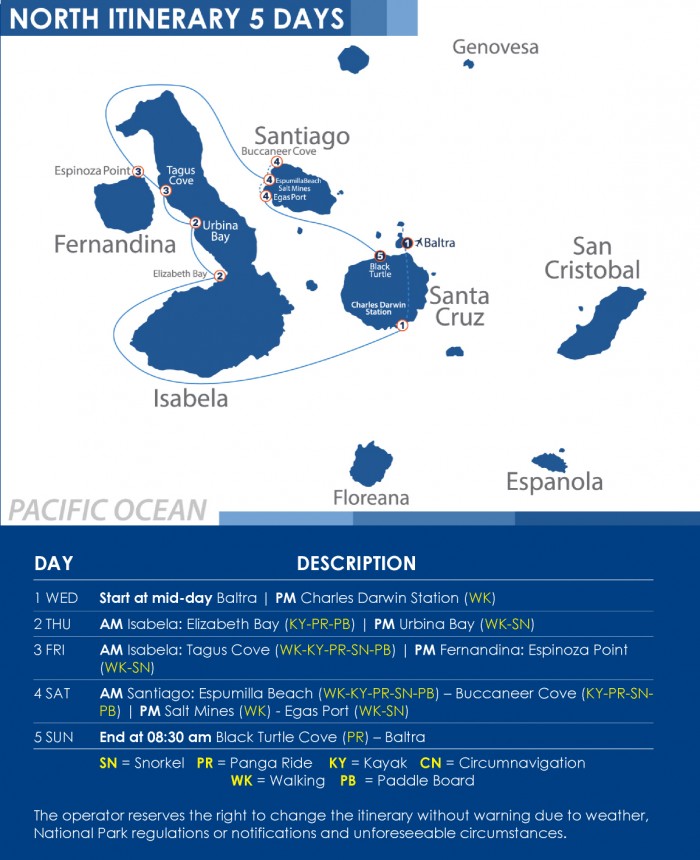 NORTH ITINERARY 5 DAYS
Genovesa
Santiago
Buccaneer Cove
4
Espinoza Point
3
Tagus
Cove
3
4
Espumilla Beach
Salt Mines
4
Egas Port
Fernandina
2
Urbina
Bay
1
Baltra
5
Black
Turtle
San
Cristobal
Elizabeth Bay
2
Santa
Cruz
Charles Darwin
Station
1
Isabela
Espanola
Floreana
PACIFIC OCEAN
DAY DESCRIPTION
1 WED Start at mid-day Baltra | PM Charles Darwin Station (WK)
2 THU AM Isabela: Elizabeth Bay (KY-PR-PB) | PM Urbina Bay (WK-SN)
3 FRI AM Isabela: Tagus Cove (WK-KY-PR-SN-PB) | PM Fernandina: Espinoza Point
(WK-SN)
4 SAT AM Santiago: Espumilla Beach (WK-KY-PR-SN-PB) – Buccaneer Cove (KY-PR-SN-
PB) | PM Salt Mines (WK) - Egas Port (WK-SN)
5 SUN End at 08:30 am Black Turtle Cove (PR) – Baltra
SN = Snorkel PR = Panga Ride KY = Kayak CN = Circumnavigation
WK = Walking PB = Paddle Board
The operator reserves the right to change the itinerary without warning due to weather,
National Park regulations or notifications and unforeseeable circumstances.